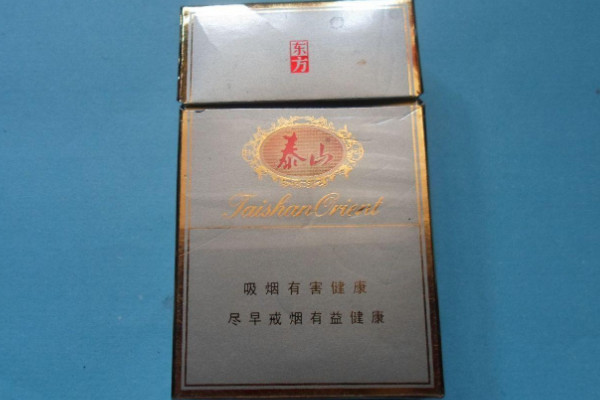 东方
泰山
Taishan Orient
吸烟有害健康
尽早戒烟有益健康